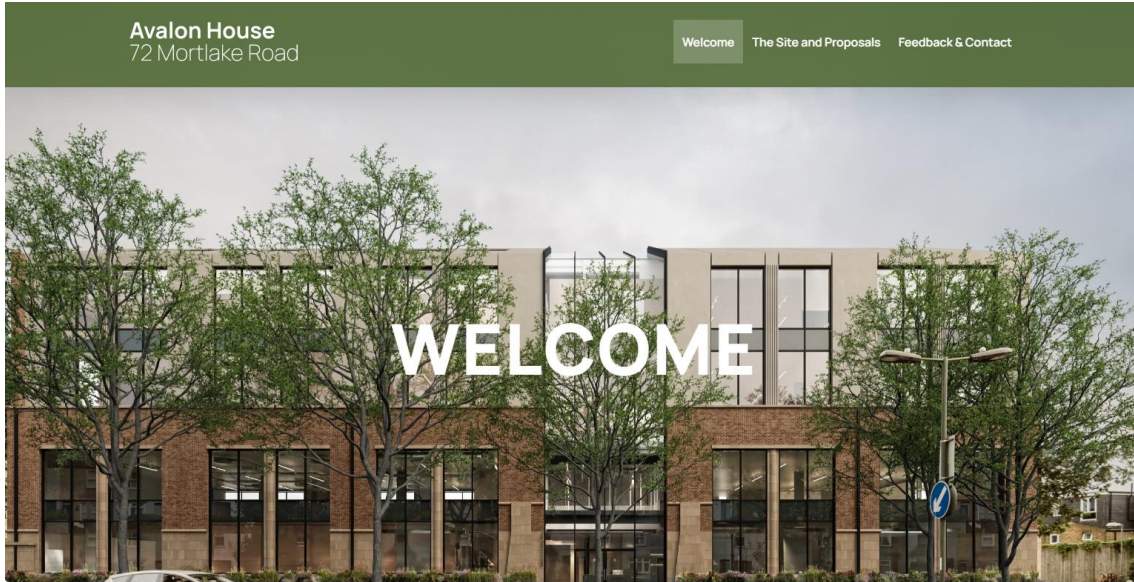 Avalon House
72 Mortlake Road
Welcome The Site and Proposals Feedback & Contact
WELCOME